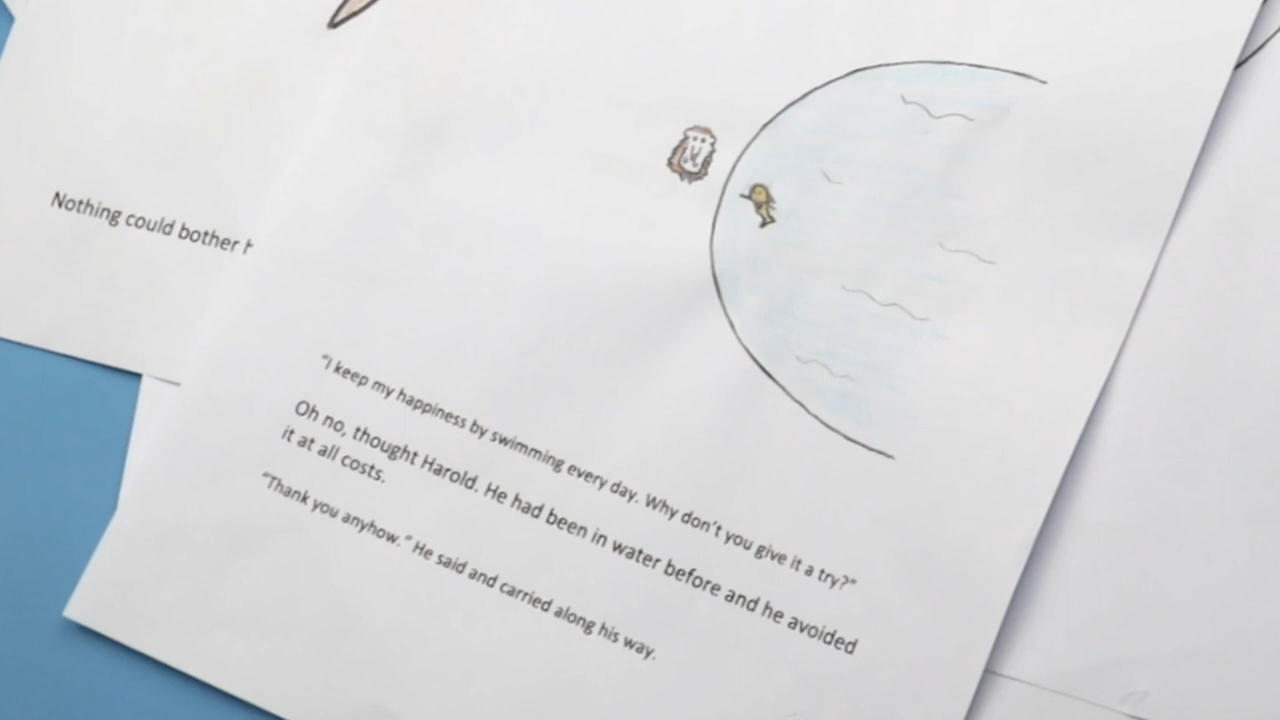 Nothing could bother h
"I keep my happiness by swimming every day. Why don't you give it a try?"
Oh no, thought Harold. He had been in water before and he avoided
it at all costs.
"Thank you anyhow." He said and carried along his way.